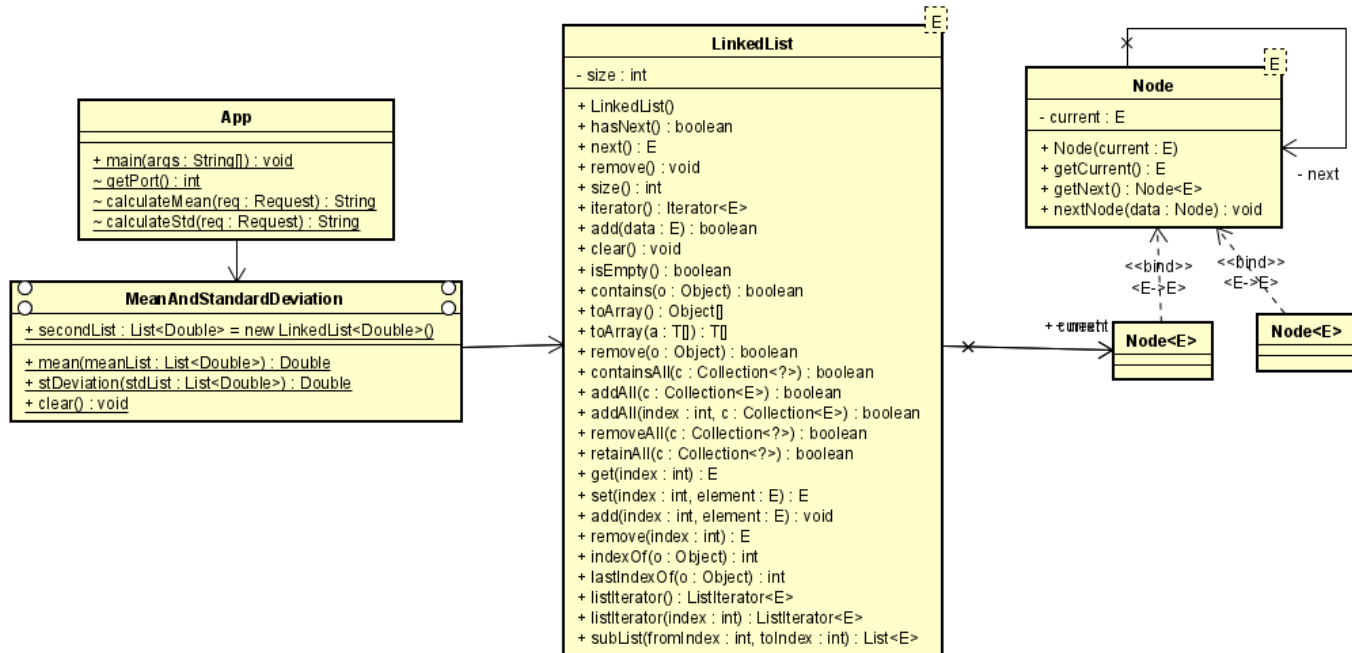 App
+ main(args : String[]) : void
~ getPort() : int
~ calculateMean(req : Request) : String
~ calculateStd(req : Request) : String
MeanAndStandardDeviation
+ secondList : List<Double> = new LinkedList<Double>()
+ mean(meanList : List<Double>) : Double
+ stDeviation(stdList : List<Double>) : Double
+ clear() : void
E
LinkedList
- size : int
+ LinkedList()
+ hasNext() : boolean
+ next() : E
+ remove() : void
+ size() : int
+ iterator() : Iterator<E>
+ add(data : E) : boolean
+ clear() : void
+ isEmpty() : boolean
+ contains(o : Object) : boolean
+ toArray() : Object[]
+ toArray(a : T[]) : T[]
+ remove(o : Object) : boolean
+ containsAll(c : Collection<?>) : boolean
+ addAll(c : Collection<E>) : boolean
+ addAll(index : int, c : Collection<E>) : boolean
+ removeAll(c : Collection<?>) : boolean
+ retainAll(c : Collection<?>) : boolean
+ get(index : int) : E
+ set(index : int, element : E) : E
+ add(index : int, element : E) : void
+ remove(index : int) : E
+ indexOf(o : Object) : int
+ lastIndexOf(o : Object) : int
+ listIterator() : ListIterator<E>
+ listIterator(index : int) : ListIterator<E>
+ subList(fromIndex : int, toIndex : int) : List<E>
E
Node
- current : E
+ Node(current : E)
+ getCurrent() : E
+ getNext() : Node<E>
+ nextNode(data : Node) : void
- next
<<bind>>
<E->E>
<<bind>>
<E->E>
Node<E>
Node<E>